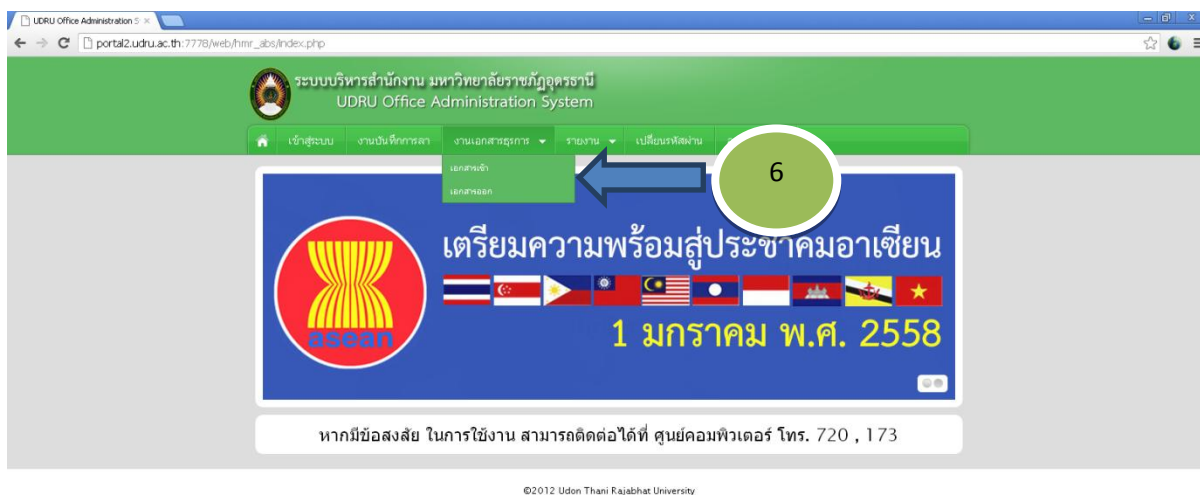 UDRU Office Administration S
portal2.udru.ac.th:7778/web/hmr_abs/index.php
ระบบบริหารสำนักงาน มหาวิทยาลัยราชภัฏอุดรธานี
UDRU Office Administration System
เข้าสู่ระบบ งานบันทึกการลา งานเอกสารธุรการ รายงาน เปลี่ยนรหัสผ่าน
เอกสารเข้า
เอกสารออก
6
เตรียมความพร้อมสู่ประชาคมอาเซียน
asean
1 มกราคม พ.ศ. 2558
หากมีข้อสงสัย ในการใช้งาน สามารถติดต่อได้ที่ ศูนย์คอมพิวเตอร์ โทร. 720 , 173
©2012 Udon Thani Rajabhat University